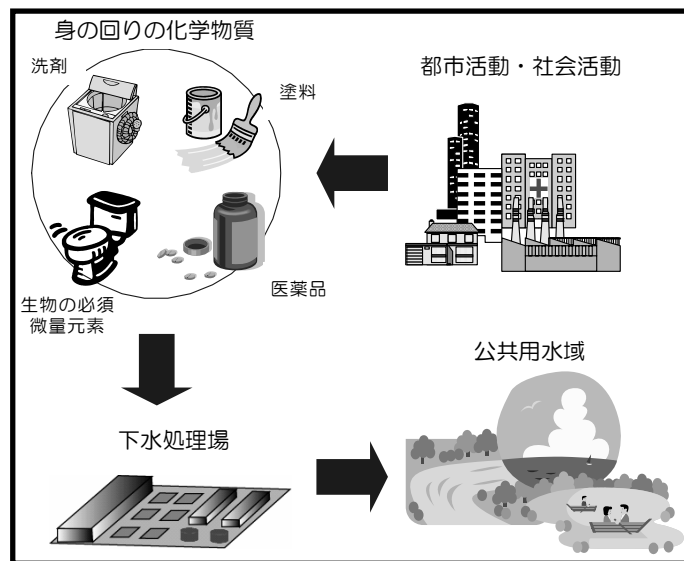 身の回りの化学物質
洗剤
塗料
生物の必須
微量元素
医薬品
都市活動・社会活動
下水処理場
公共用水域